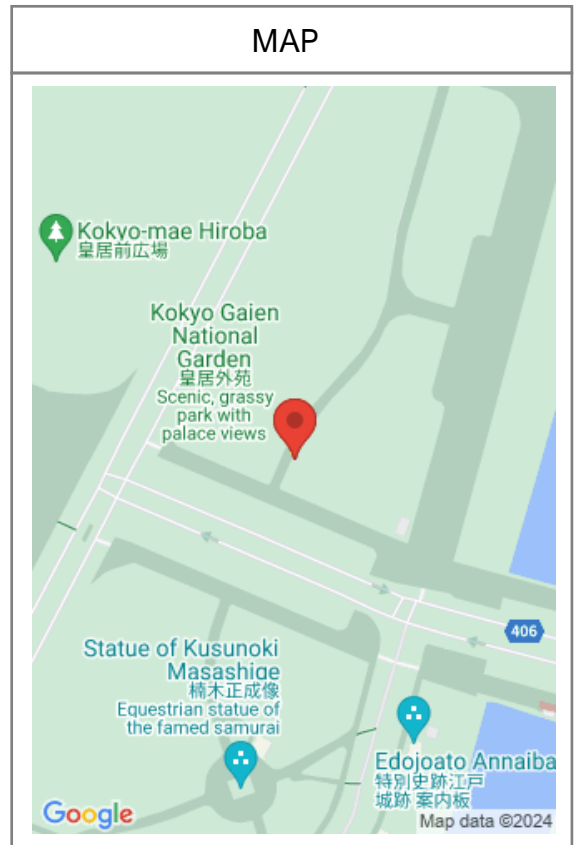 MAP
Kokyo-mae Hiroba
皇居前広場
Kokyo Gaien
National
Garden
皇居外苑
Scenic, grassy
park with
palace views
406
Statue of Kusunoki
Masashige
楠木正成像
Equestrian statue of
the famed samurai
Edojoato Annaiba
特別史跡江戸
城跡 案内板
Google
Map data ©2024